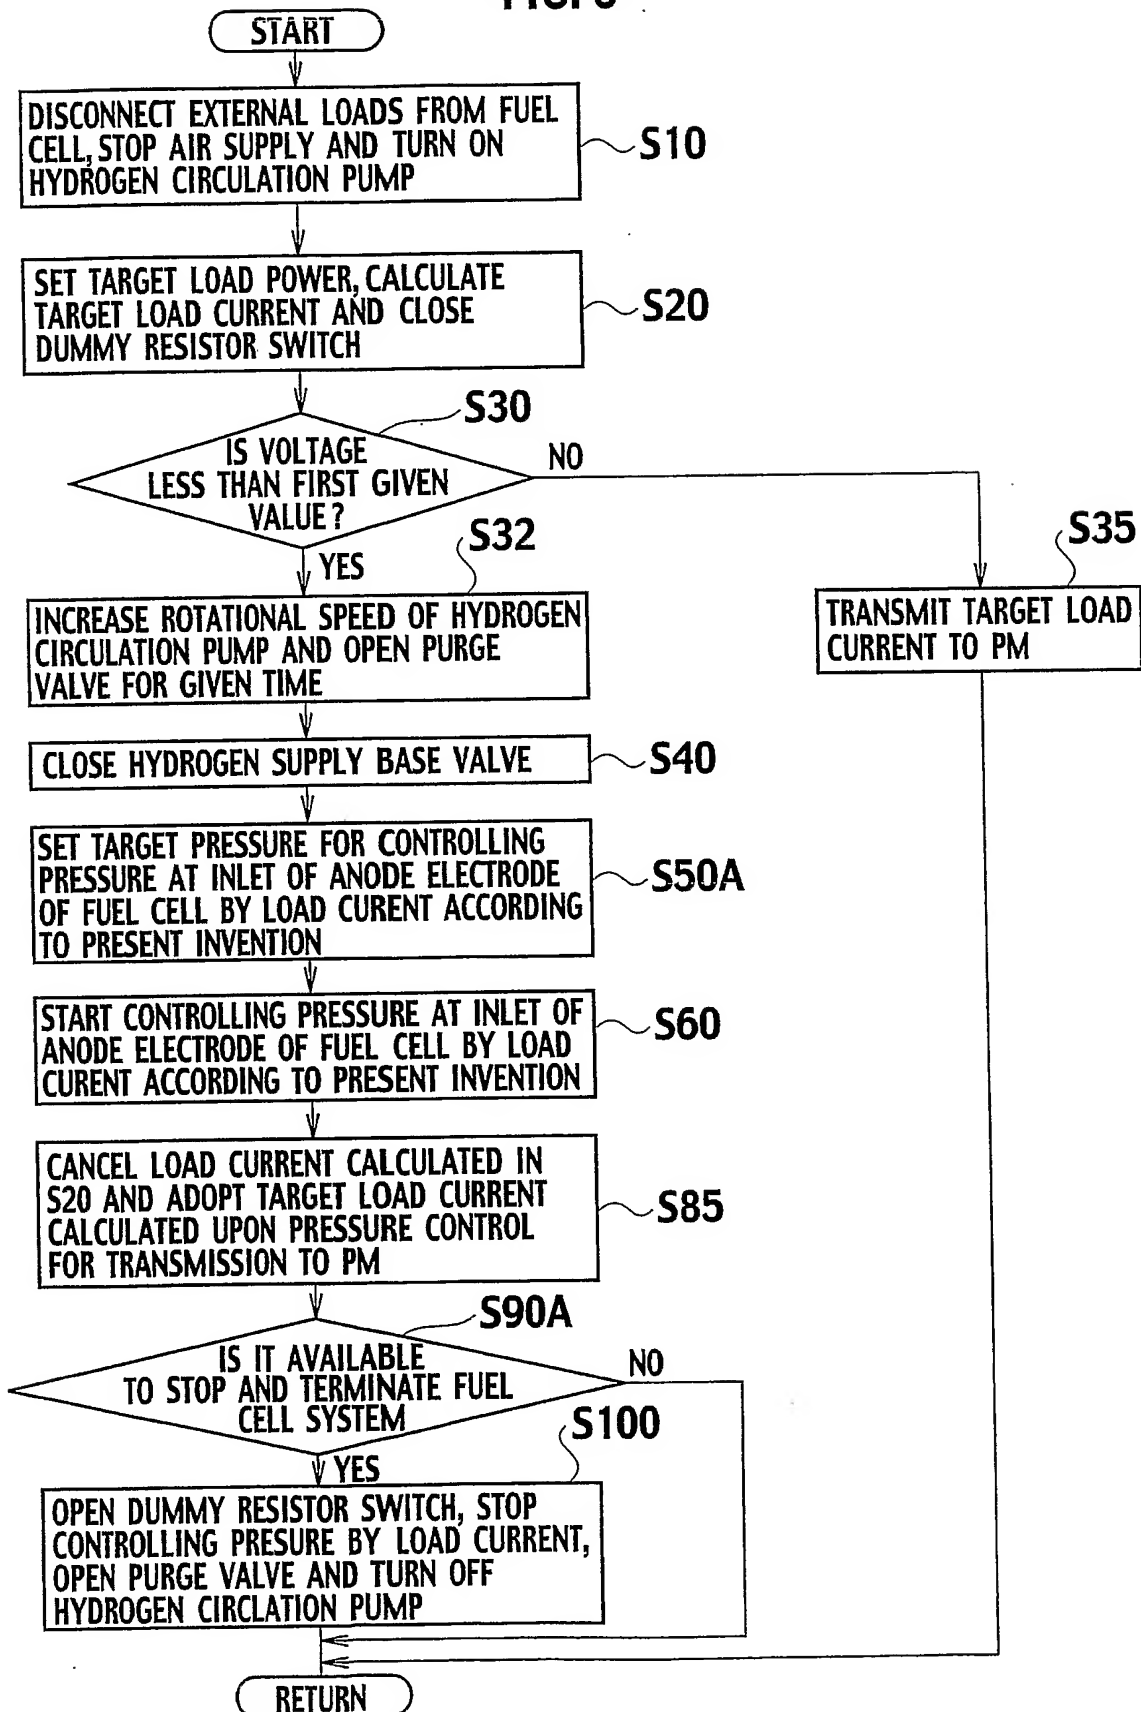 START
DISCONNECT EXTERNAL LOADS FROM FUEL
CELL, STOP AIR SUPPLY AND TURN ON
HYDROGEN CIRCULATION PUMP
S10
SET TARGET LOAD POWER, CALCULATE
TARGET LOAD CURRENT AND CLOSE
DUMMY RESISTOR SWITCH
S20
S30
IS VOLTAGE
LESS THAN FIRST GIVEN
VALUE?
NO
YES
S32
INCREASE ROTATIONAL SPEED OF HYDROGEN
CIRCULATION PUMP AND OPEN PURGE
VALVE FOR GIVEN TIME
S35
TRANSMIT TARGET LOAD
CURRENT TO PM
CLOSE HYDROGEN SUPPLY BASE VALVE
S40
SET TARGET PRESSURE FOR CONTROLLING
PRESSURE AT INLET OF ANODE ELECTRODE
OF FUEL CELL BY LOAD CURENT ACCORDING
TO PRESENT INVENTION
S50A
START CONTROLLING PRESSURE AT INLET OF
ANODE ELECTRODE OF FUEL CELL BY LOAD
CURENT ACCORDING TO PRESENT INVENTION
S60
CANCEL LOAD CURRENT CALCULATED IN
S20 AND ADOPT TARGET LOAD CURRENT
CALCULATED UPON PRESSURE CONTROL
FOR TRANSMISSION TO PM
S85
S90A
IS IT AVAILABLE
TO STOP AND TERMINATE FUEL
CELL SYSTEM
NO
YES
S100
OPEN DUMMY RESISTOR SWITCH, STOP
CONTROLLING PRESURE BY LOAD CURRENT,
OPEN PURGE VALVE AND TURN OFF
HYDROGEN CIRCLATION PUMP
RETURN